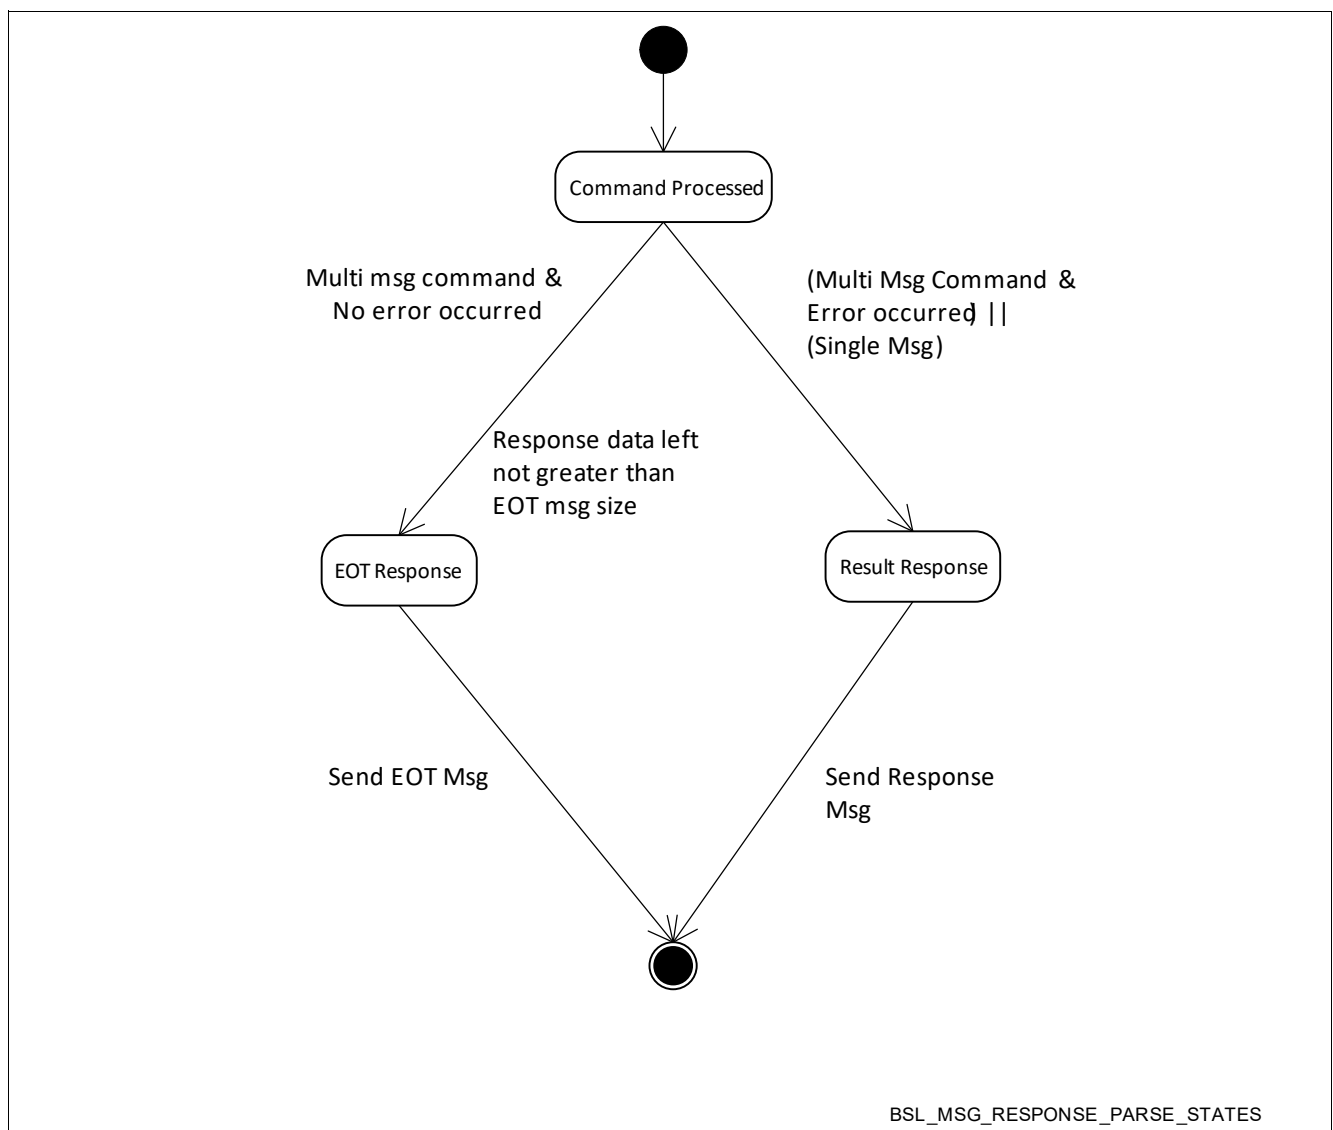 Command Processed
Multi msg command &
No error occurred
(Multi Msg Command &
Error occurred) ||
(Single Msg)
Response data left
not greater than
EOT msg size
EOT Response
Result Response
Send EOT Msg
Send Response
Msg
BSL_MSG_RESPONSE_PARSE_STATES